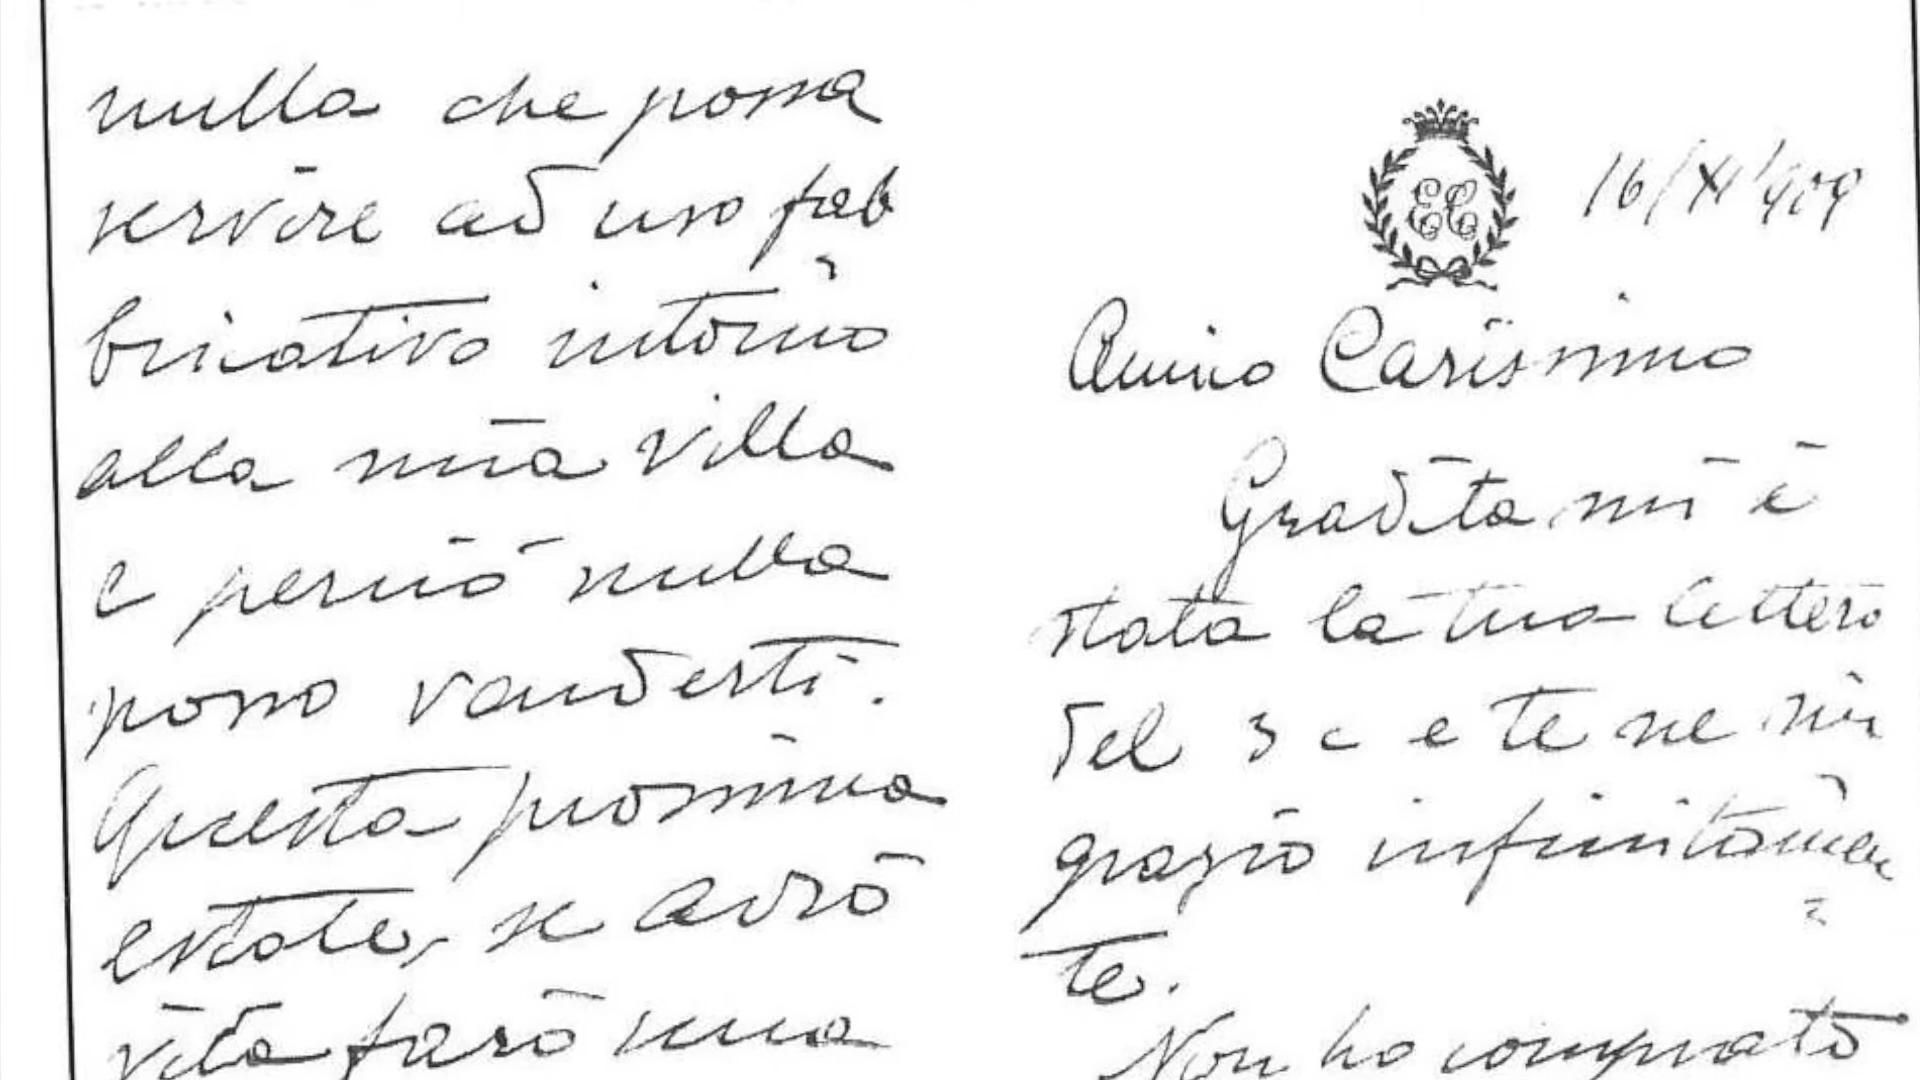 16/XI '909
Amico Carissimo
Gradita mi è
stata la tua lettera
del 3 c e te ne rin
grazio infinitamen
te.
Non ho comprato
nulla che possa
servire ad uso fab
bricativo intorno
alla mia villa
e perciò nulla
posso venderti.
Questa prossima
estate, se avrò
vita farò una